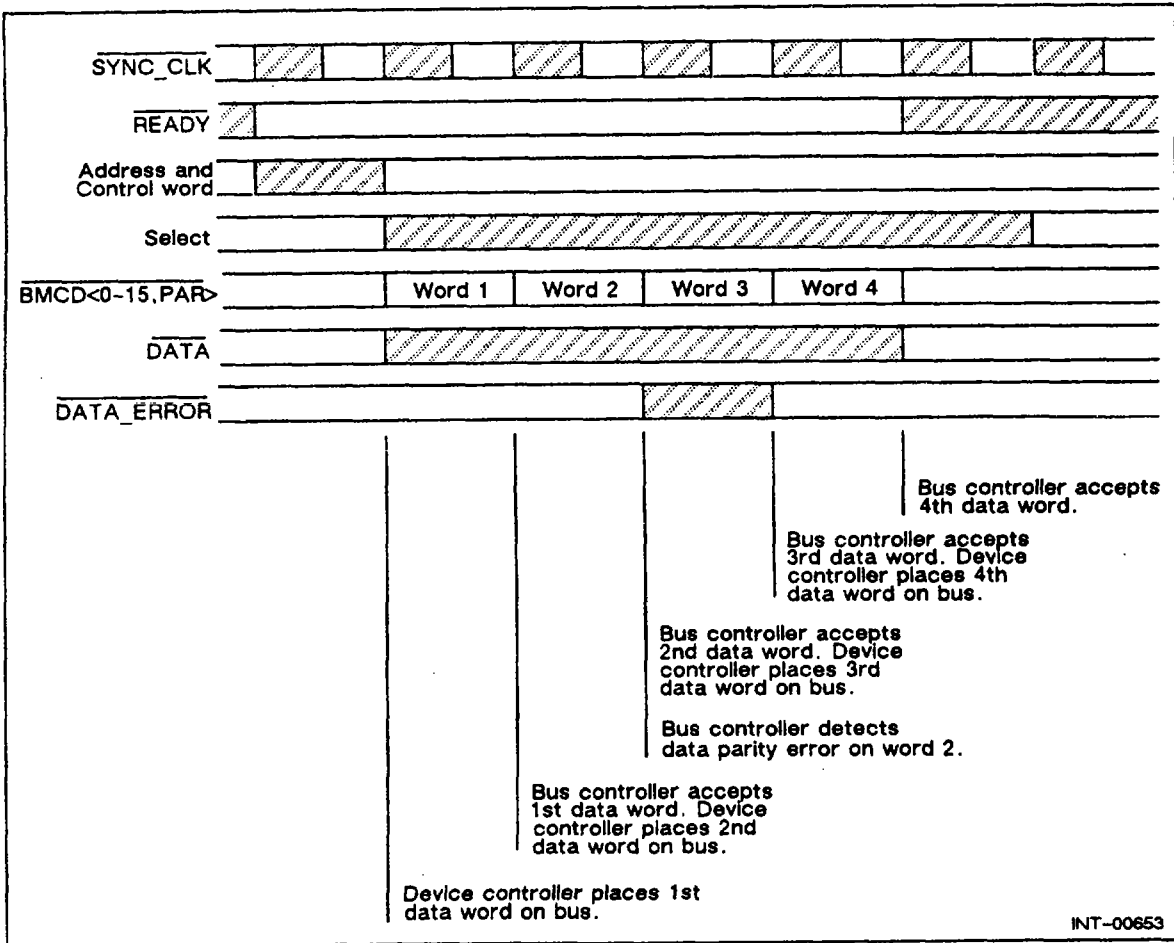 SYNC_CLK
READY
Address and
Control word
Select
BMCD<0-15,PAR>
Word 1
Word 2
Word 3
Word 4
DATA
DATA_ERROR
Bus controller accepts
4th data word.
Bus controller accepts
3rd data word. Device
controller places 4th
data word on bus.
Bus controller accepts
2nd data word. Device
controller places 3rd
data word on bus.
Bus controller detects
data parity error on word 2.
Bus controller accepts
1st data word. Device
controller places 2nd
data word on bus.
Device controller places 1st
data word on bus.
INT-00653